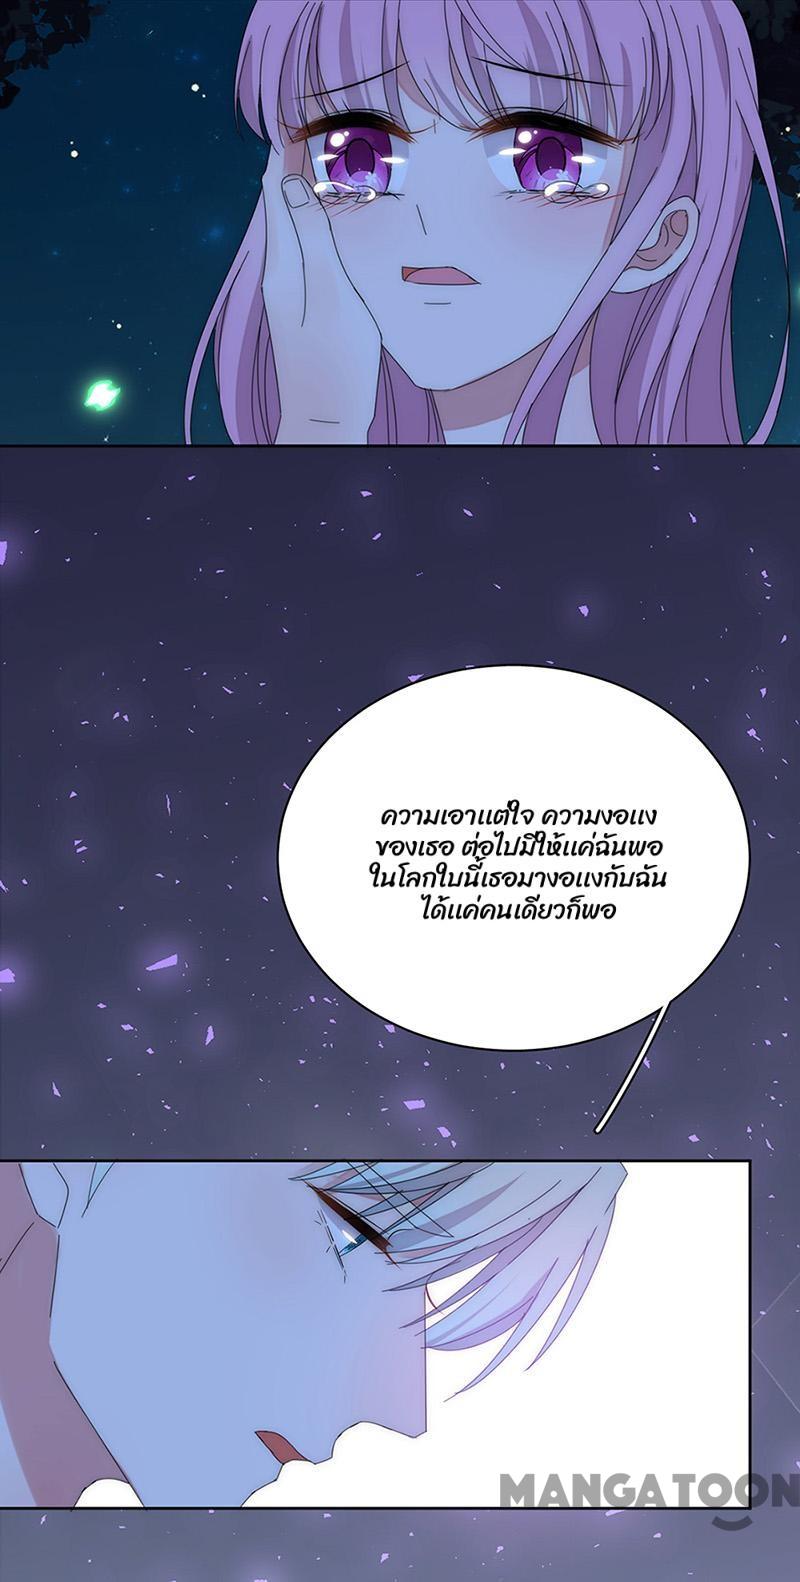 ความเอาแต่ใจ ความงอแง
ของเธอ ต่อไปมีให้แค่ฉันพอ
ในโลกใบนี้เธอมางอแงกับฉัน
ได้แค่คนเดียวก็พอ
MANGATOON